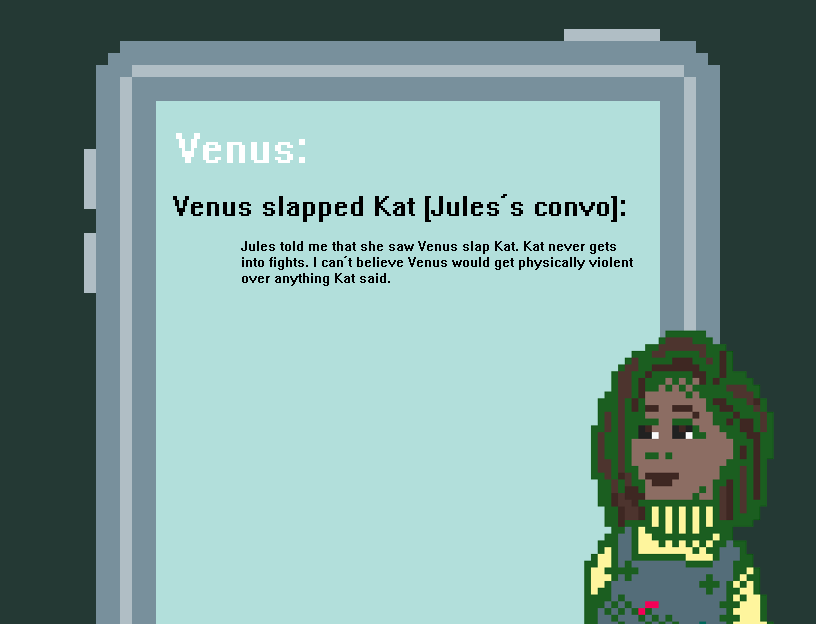 Venus:
Venus slapped Kat [Jules´s convo]:
Jules told me that she saw Venus slap Kat. Kat never gets
into fights. I can´t believe Venus would get physically violent
over anything Kat said.